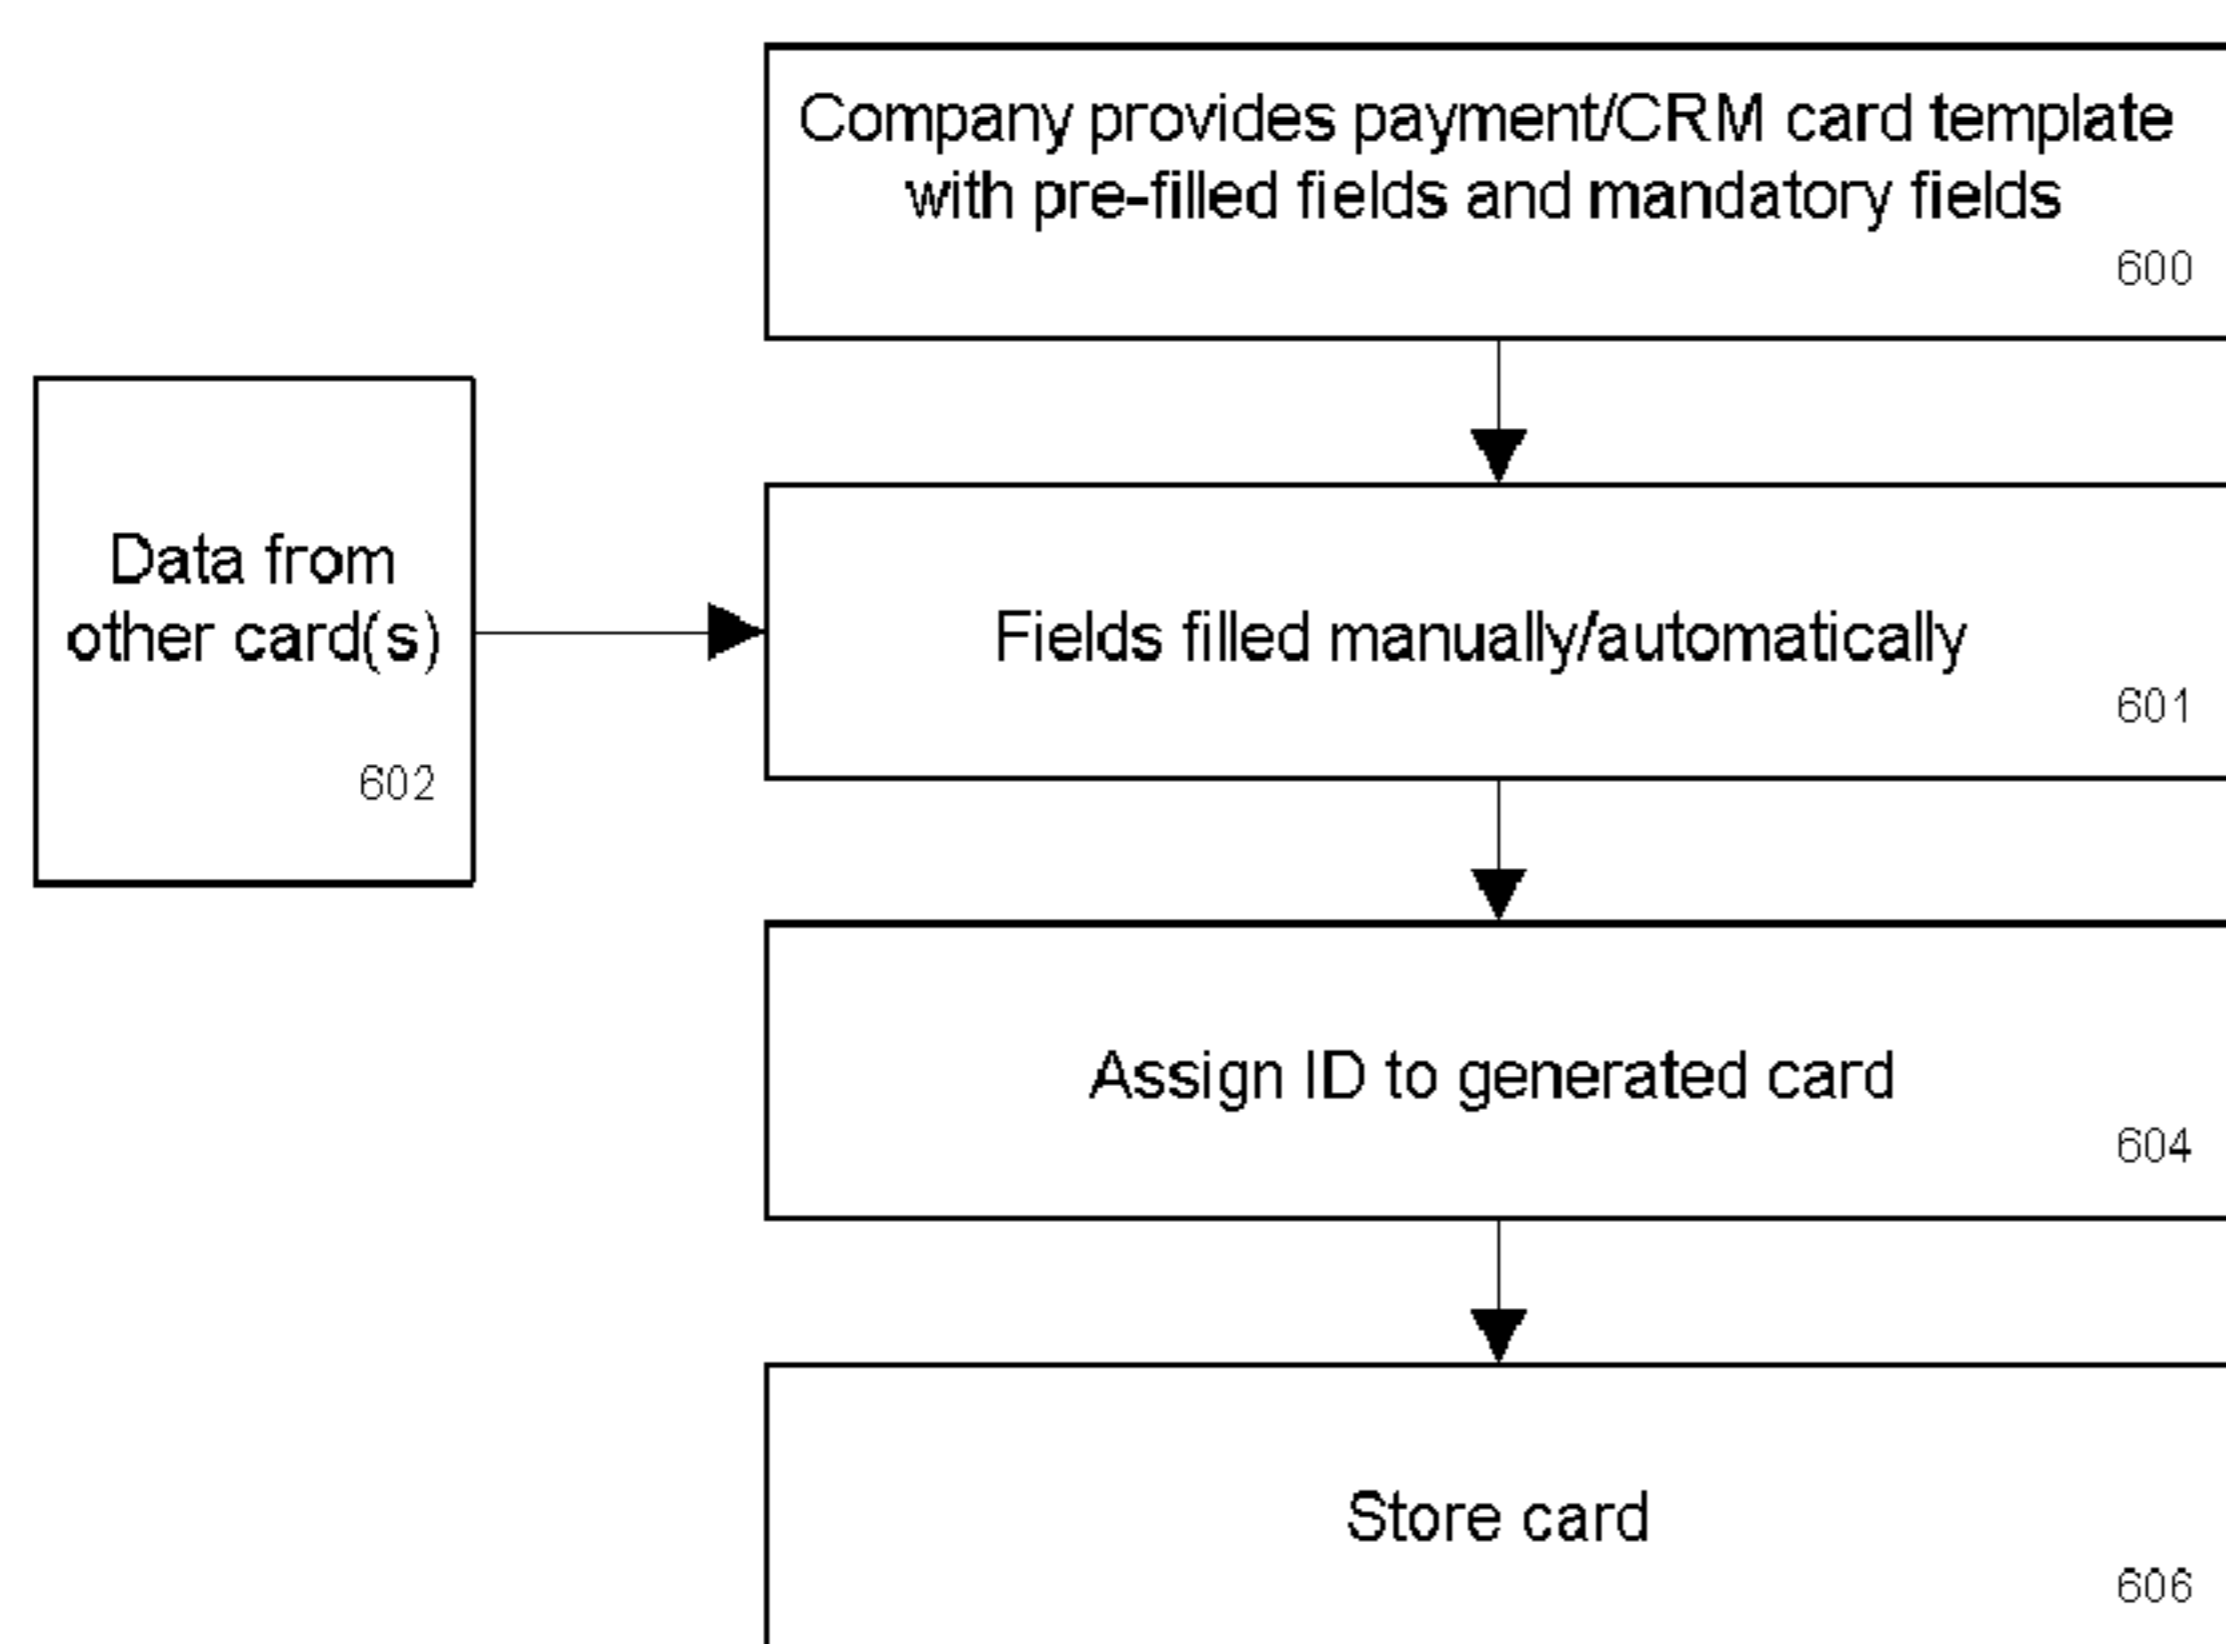 Company provides payment/CRM card template
with pre-filled fields and mandatory fields
600
Data from
other card(s)
602
Fields filled manually/automatically
601
Assign ID to generated card
604
Store card
606